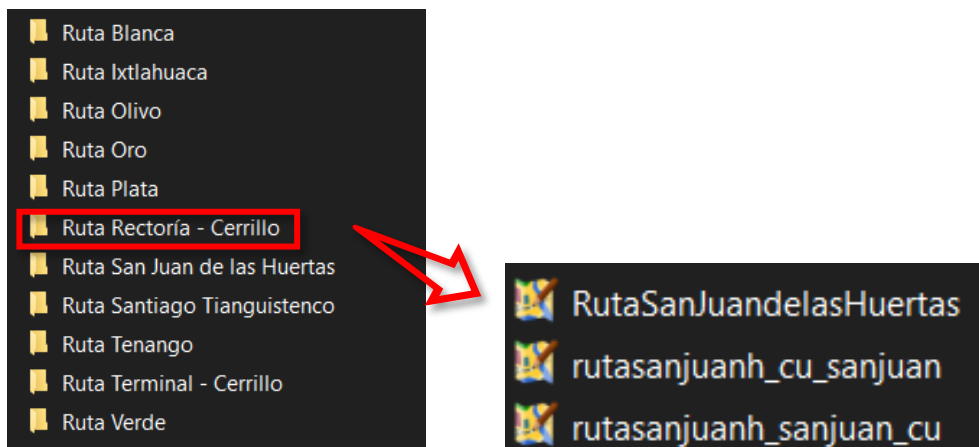 Ruta Blanca
Ruta Ixtlahuaca
Ruta Olivo
Ruta Oro
Ruta Plata
Ruta Rectoría - Cerrillo
Ruta San Juan de las Huertas
Ruta Santiago Tianguistenco
Ruta Tenango
Ruta Terminal - Cerrillo
Ruta Verde
RutaSanJuandelasHuertas
rutasanjuanh_cu_sanjuan
rutasanjuanh_sanjuan_cu